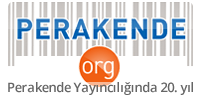 PERAKENDE
org
Perakende Yayıncılığında 20. yıl